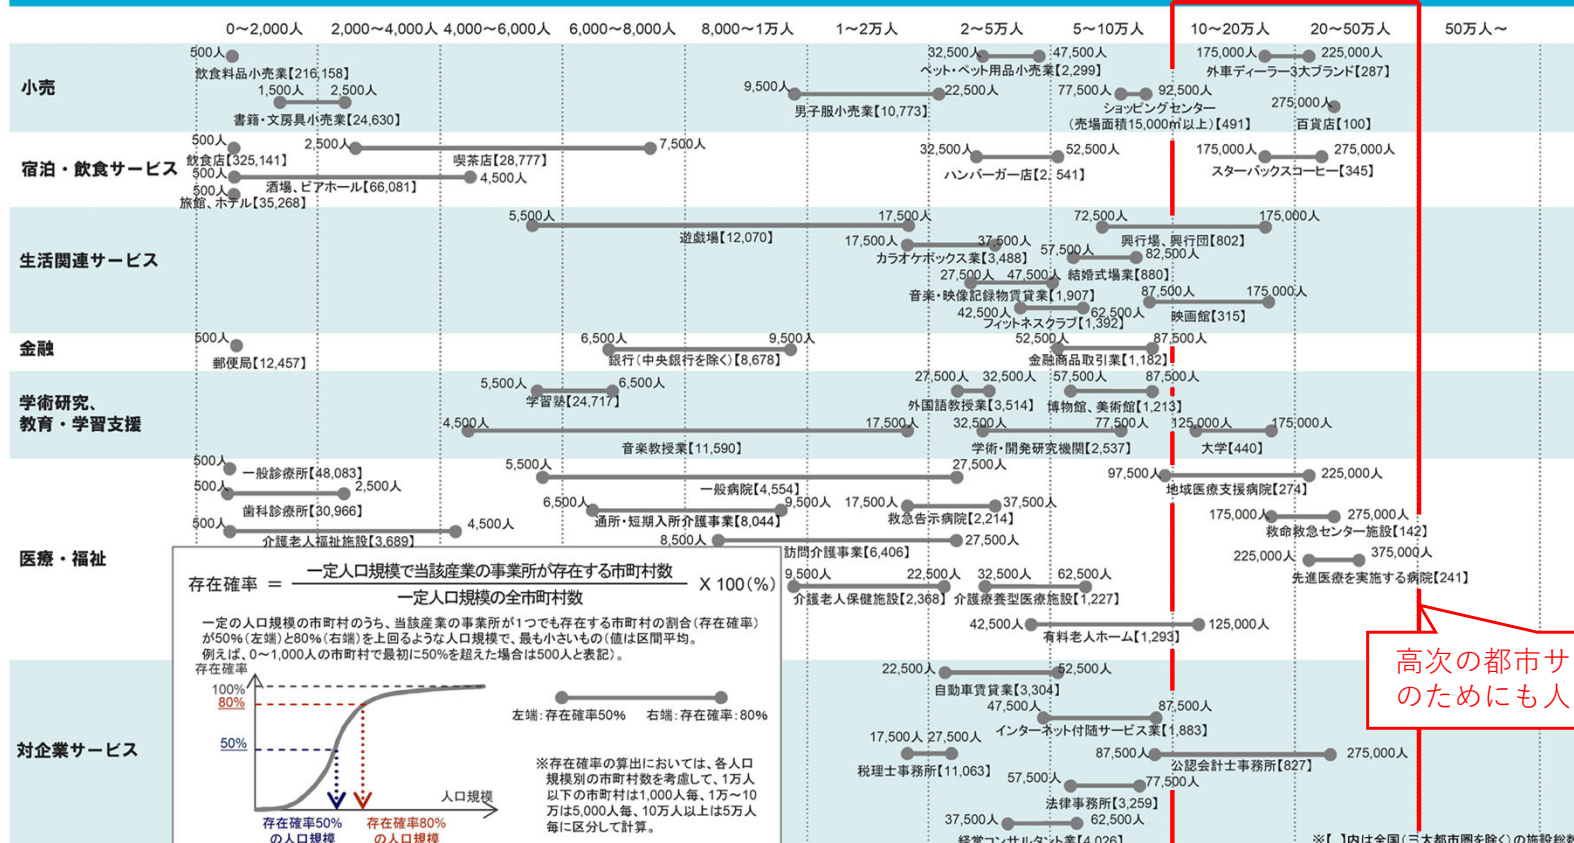 0～2,000人 2,000～4,000人 4,000～6,000人 6,000～8,000人 8,000～1万人 1～2万人 2～5万人 5～10万人 10～20万人 20～50万人 50万人～
小売
500人
飲食料品小売業【216,158】
1,500人 2,500人
書籍・文房具小売業【24,630】
9,500人 22,500人
男子服小売業【10,773】
32,500人 47,500人
ペット・ペット用品小売業【2,299】
77,500人 92,500人
ショッピングセンター
(売場面積15,000㎡以上)【491】
175,000人 225,000人
外車ディーラー3大ブランド【287】
275,000人
百貨店【100】
宿泊・飲食サービス
500人
飲食店【325,141】
2,500人 7,500人
喫茶店【28,777】
500人 4,500人
酒場、ビアホール【66,081】
500人
旅館、ホテル【35,268】
32,500人 52,500人
ハンバーガー店【2,541】
175,000人 275,000人
スターバックスコーヒー【345】
生活関連サービス
5,500人 17,500人
遊戯場【12,070】
17,500人 37,500人
カラオケボックス業【3,488】
27,500人 47,500人
音楽・映像記録物賃貸業【1,907】
42,500人 62,500人
フィットネスクラブ【1,392】
72,500人 175,000人
興行場、興行団【802】
57,500人 82,500人
結婚式場業【880】
87,500人 175,000人
映画館【315】
金融
500人
郵便局【12,457】
6,500人 9,500人
銀行(中央銀行を除く)【8,678】
52,500人 87,500人
金融商品取引業【1,182】
学術研究、
教育・学習支援
5,500人 6,500人
学習塾【24,717】
4,500人 17,500人
音楽教授業【11,590】
27,500人 32,500人
外国語教授業【3,514】
57,500人 87,500人
博物館、美術館【1,213】
32,500人 77,500人
学術・開発研究機関【2,537】
125,000人 175,000人
大学【440】
医療・福祉
500人
一般診療所【48,083】
500人 2,500人
歯科診療所【30,966】
500人 4,500人
介護老人福祉施設【3,689】
5,500人 27,500人
一般病院【4,554】
6,500人 9,500人
通所・短期入所介護事業【8,044】
17,500人 37,500人
救急告示病院【2,214】
8,500人 27,500人
訪問介護事業【6,406】
9,500人 22,500人
介護老人保健施設【2,368】
32,500人 62,500人
介護療養型医療施設【1,227】
42,500人 125,000人
有料老人ホーム【1,293】
97,500人 225,000人
地域医療支援病院【274】
175,000人 275,000人
救命救急センター施設【142】
225,000人 375,000人
先進医療を実施する病院【241】
対企業サービス
22,500人 52,500人
自動車賃貸業【3,304】
47,500人 87,500人
インターネット付随サービス業【1,883】
17,500人 27,500人
税理士事務所【11,063】
87,500人 275,000人
公認会計士事務所【827】
57,500人 77,500人
法律事務所【3,259】
37,500人 62,500人
経営コンサルタント業【4,026】
存在確率 = 一定人口規模で当該産業の事業所が存在する市町村数 X 100(%)
一定人口規模の全市町村数
一定の人口規模の市町村のうち、当該産業の事業所が1つでも存在する市町村の割合(存在確率)
が50%(左端)と80%(右端)を上回るような人口規模で、最も小さいもの(値は区間平均。
例えば、0～1,000人の市町村で最初に50%を超えた場合は500人と表記)。
存在確率
100%
80%
50%
人口規模
存在確率50%
の人口規模
存在確率80%
の人口規模
左端:存在確率50% 右端:存在確率:80%
※存在確率の算出においては、各人口
規模別の市町村数を考慮して、1万人
以下の市町村は1,000人毎、1万～10
万は5,000人毎、10万人以上は5万人
毎に区分して計算。
高次の都市サ
のためにも人
※【 】内は全国(三大都市圏を除く)の施設総数